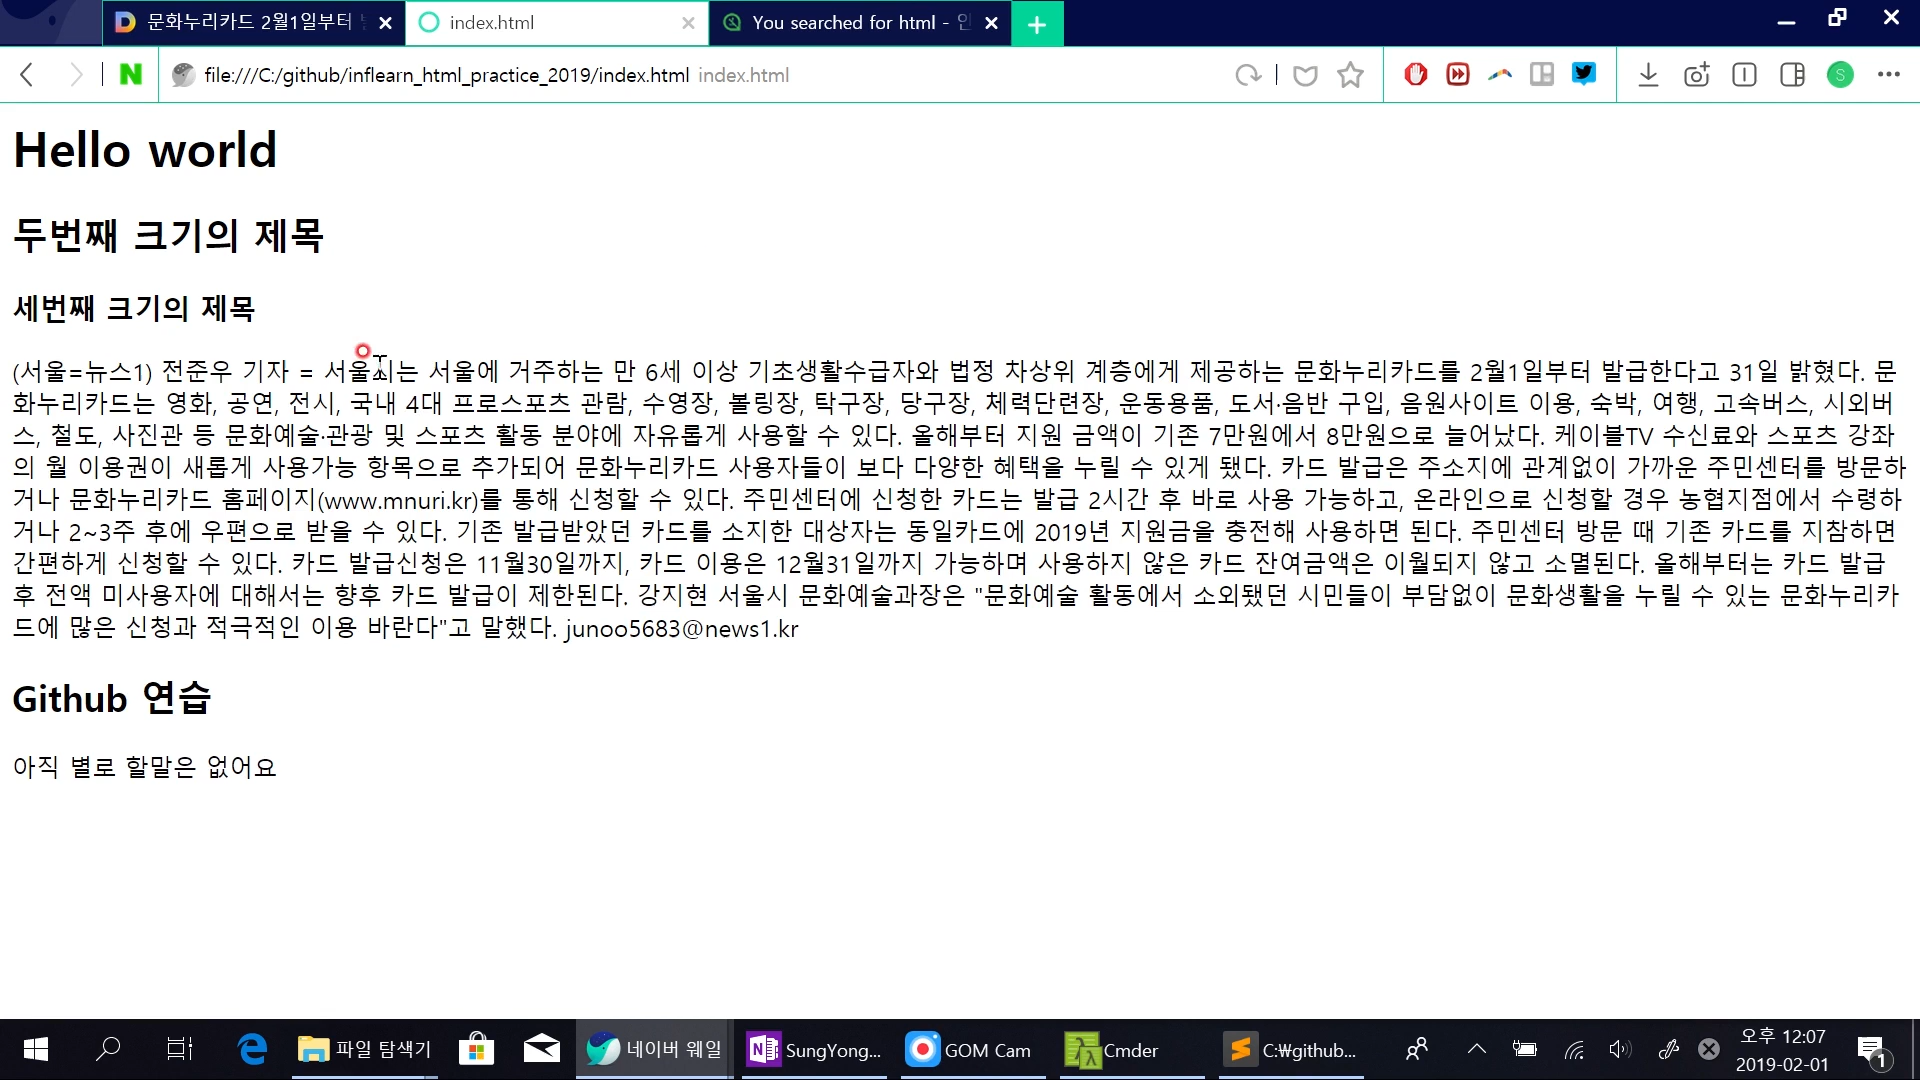 문화누리카드 2월1일부터
index.html
You searched for html - 인
file:///C:/github/inflearn_html_practice_2019/index.html index.html
Hello world
두번째 크기의 제목
세번째 크기의 제목
(서울=뉴스1) 전준우 기자 = 서울시는 서울에 거주하는 만 6세 이상 기초생활수급자와 법정 차상위 계층에게 제공하는 문화누리카드를 2월1일부터 발급한다고 31일 밝혔다. 문
화누리카드는 영화, 공연, 전시, 국내 4대 프로스포츠 관람, 수영장, 볼링장, 탁구장, 당구장, 체력단련장, 운동용품, 도서·음반 구입, 음원사이트 이용, 숙박, 여행, 고속버스, 시외버
스, 철도, 사진관 등 문화예술·관광 및 스포츠 활동 분야에 자유롭게 사용할 수 있다. 올해부터 지원 금액이 기존 7만원에서 8만원으로 늘어났다. 케이블TV 수신료와 스포츠 강좌
의 월 이용권이 새롭게 사용가능 항목으로 추가되어 문화누리카드 사용자들이 보다 다양한 혜택을 누릴 수 있게 됐다. 카드 발급은 주소지에 관계없이 가까운 주민센터를 방문하
거나 문화누리카드 홈페이지(www.mnuri.kr)를 통해 신청할 수 있다. 주민센터에 신청한 카드는 발급 2시간 후 바로 사용 가능하고, 온라인으로 신청할 경우 농협지점에서 수령하
거나 2~3주 후에 우편으로 받을 수 있다. 기존 발급받았던 카드를 소지한 대상자는 동일카드에 2019년 지원금을 충전해 사용하면 된다. 주민센터 방문 때 기존 카드를 지참하면
간편하게 신청할 수 있다. 카드 발급신청은 11월30일까지, 카드 이용은 12월31일까지 가능하며 사용하지 않은 카드 잔여금액은 이월되지 않고 소멸된다. 올해부터는 카드 발급
후 전액 미사용자에 대해서는 향후 카드 발급이 제한된다. 강지현 서울시 문화예술과장은 "문화예술 활동에서 소외됐던 시민들이 부담없이 문화생활을 누릴 수 있는 문화누리카
드에 많은 신청과 적극적인 이용 바란다"고 말했다. junoo5683@news1.kr
Github 연습
아직 별로 할말은 없어요
파일 탐색기
네이버 웨일
SungYong...
GOM Cam
Cmder
C:₩github...
오후 12:07
2019-02-01
1